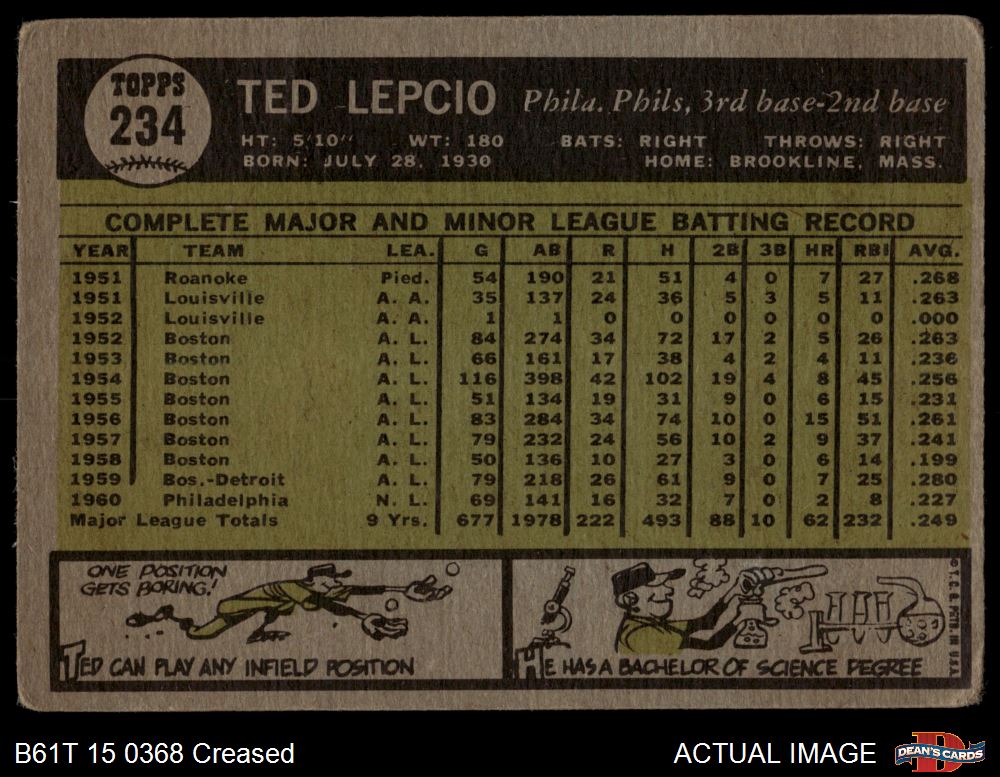 TOPPS
234
TED LEPCIO Phila. Phils, 3rd base-2nd base
HT: 5'10" WT: 180 BATS: RIGHT THROWS: RIGHT
BORN: JULY 28, 1930 HOME: BROOKLINE, MASS.
COMPLETE MAJOR AND MINOR LEAGUE BATTING RECORD
YEAR TEAM LEA. G AB R H 2B 3B HR RBI AVG.
1951 Roanoke Pied. 54 190 21 51 4 0 7 27 .268
1951 Louisville A. A. 35 137 24 36 5 3 5 11 .263
1952 Louisville A. A. 1 1 0 0 0 0 0 0 .000
1952 Boston A. L. 84 274 34 72 17 2 5 26 .263
1953 Boston A. L. 66 161 17 38 4 2 4 11 .236
1954 Boston A. L. 116 398 42 102 19 4 8 45 .256
1955 Boston A. L. 51 134 19 31 9 0 6 15 .231
1956 Boston A. L. 83 284 34 74 10 0 15 51 .261
1957 Boston A. L. 79 232 24 56 10 2 9 37 .241
1958 Boston A. L. 50 136 10 27 3 0 6 14 .199
1959 Bos.-Detroit A. L. 79 218 26 61 9 0 7 25 .280
1960 Philadelphia N. L. 69 141 16 32 7 0 2 8 .227
Major League Totals 9 Yrs. 677 1978 222 493 88 10 62 232 .249
ONE POSITION
GETS BORING!
TED CAN PLAY ANY INFIELD POSITION
HE HAS A BACHELOR OF SCIENCE DEGREE
© T. C. G. PRTD. IN U.S.A.
B61T 15 0368 Creased
ACTUAL IMAGE
DEAN'S CARDS